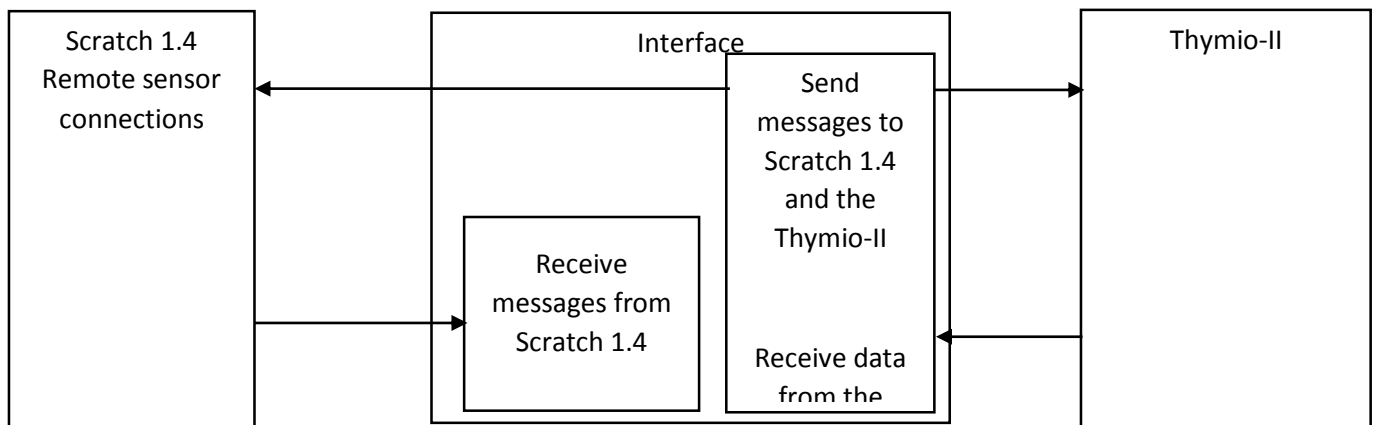 Scratch 1.4
Remote sensor
connections
Interface
Send
messages to
Scratch 1.4
and the
Thymio-II
Receive data
from the
Receive
messages from
Scratch 1.4
Thymio-II